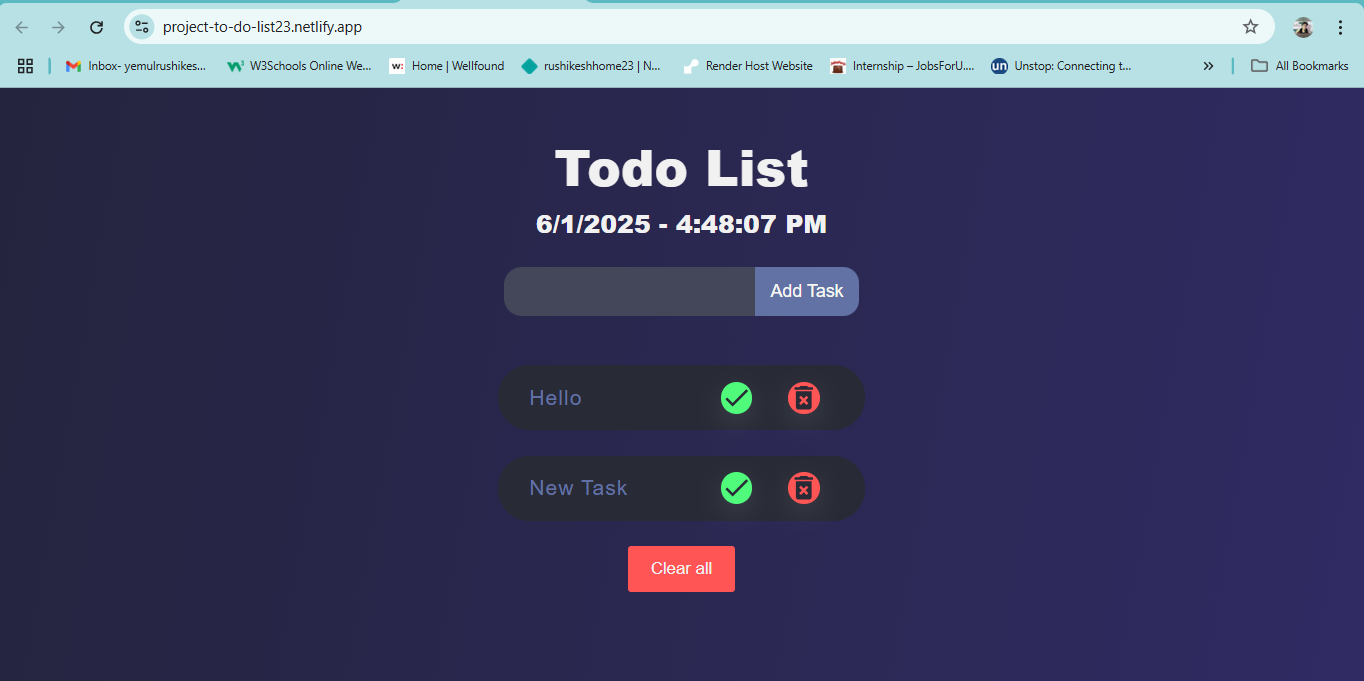 project-to-do-list23.netlify.app
Inbox- yemulrushikes... W3Schools Online We... w: Home | Wellfound rushikeshhome23 | N... Render Host Website Internship – JobsForU.... un Unstop: Connecting t... All Bookmarks
Todo List
6/1/2025 - 4:48:07 PM
Add Task
Hello
New Task
Clear all